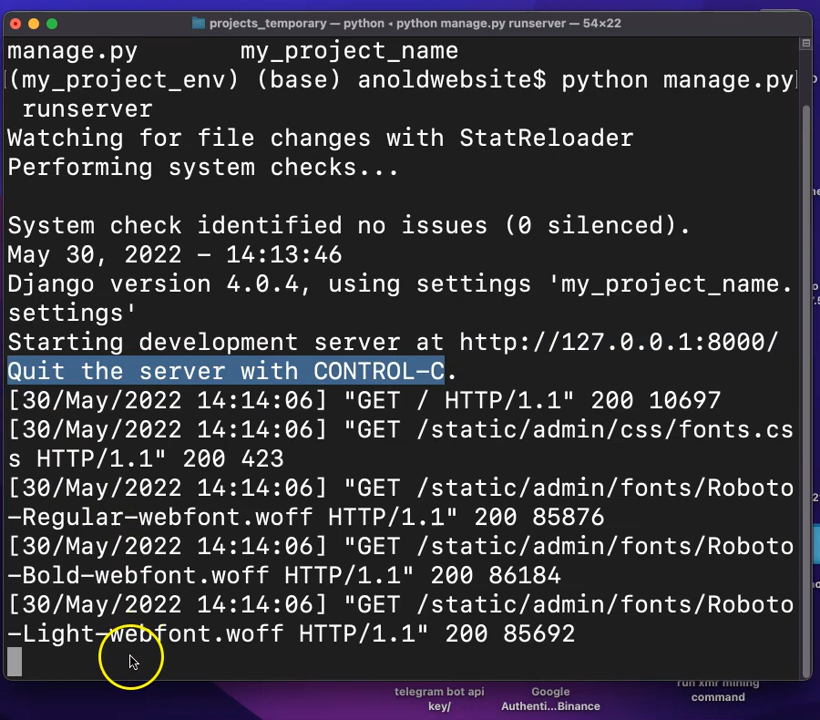 projects_temporary — python ◂ python manage.py runserver — 54×22
manage.py my_project_name
(my_project_env) (base) anoldwebsite$ python manage.py
runserver
Watching for file changes with StatReloader
Performing system checks...
System check identified no issues (0 silenced).
May 30, 2022 - 14:13:46
Django version 4.0.4, using settings 'my_project_name.
settings'
Starting development server at http://127.0.0.1:8000/
Quit the server with CONTROL-C.
[30/May/2022 14:14:06] "GET / HTTP/1.1" 200 10697
[30/May/2022 14:14:06] "GET /static/admin/css/fonts.cs
s HTTP/1.1" 200 423
[30/May/2022 14:14:06] "GET /static/admin/fonts/Roboto
-Regular-webfont.woff HTTP/1.1" 200 85876
[30/May/2022 14:14:06] "GET /static/admin/fonts/Roboto
-Bold-webfont.woff HTTP/1.1" 200 86184
[30/May/2022 14:14:06] "GET /static/admin/fonts/Roboto
-Light-webfont.woff HTTP/1.1" 200 85692
telegram bot api
key/
Google
Authenti...Binance
run xmr mining
command